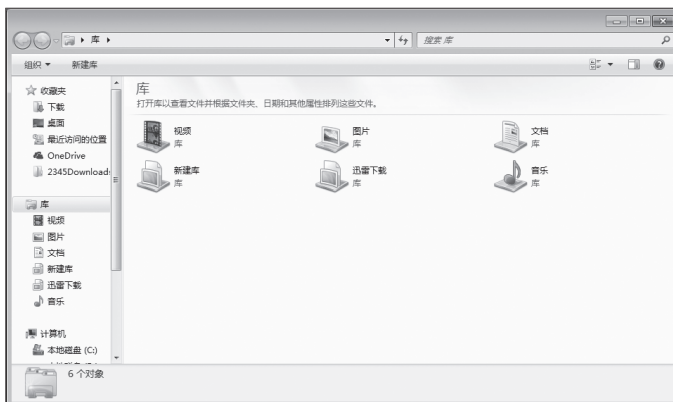 库
搜索 库
组织
新建库
收藏夹
下载
桌面
最近访问的位置
OneDrive
2345Download
库
视频
图片
文档
新建库
迅雷下载
音乐
计算机
本地磁盘 (C:)
库
打开库以查看文件并根据文件夹、日期和其他属性排列这些文件。
视频
库
图片
库
文档
库
新建库
库
迅雷下载
库
音乐
库
6 个对象